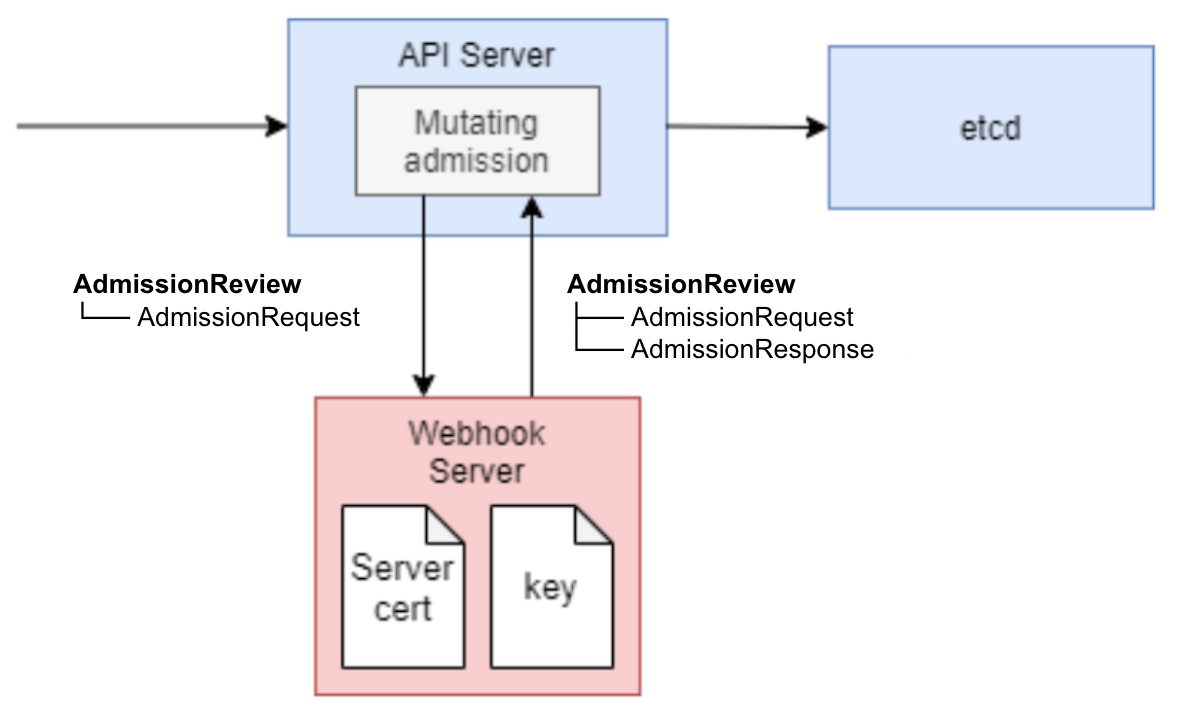 API Server
Mutating
admission
etcd
AdmissionReview
AdmissionRequest
AdmissionReview
AdmissionRequest
AdmissionResponse
Webhook
Server
Server
cert
key